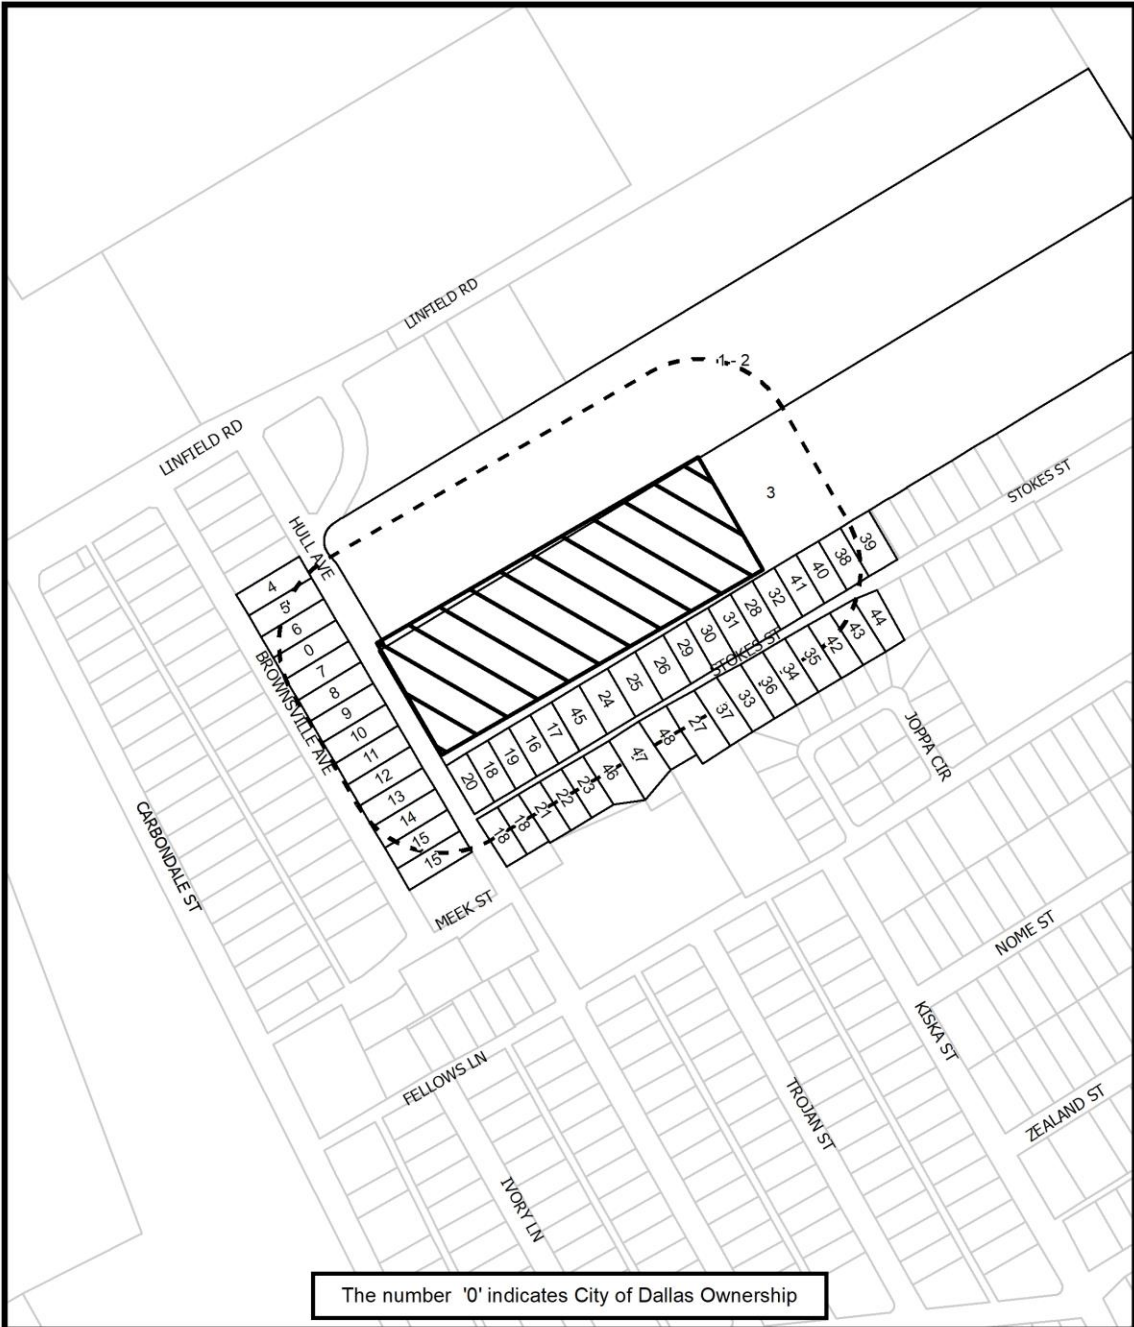 LINFIELD RD
LINFIELD RD
1 - 2
3
STOKES ST
HULL AVE
4
5
6
0
7
8
9
10
11
12
13
14
15
15
BROWNSVILLE AVE
39
38
40
41
32
28
31
30
29
26
25
24
45
17
16
19
18
20
STOKES ST
44
43
42
35
34
36
33
37
27
48
47
46
23
22
21
18
18
JOPPA CIR
CARBONDALE ST
MEEK ST
NOME ST
KISKA ST
FELLOWS LN
TROJAN ST
ZEALAND ST
IVORY LN
The number '0' indicates City of Dallas Ownership